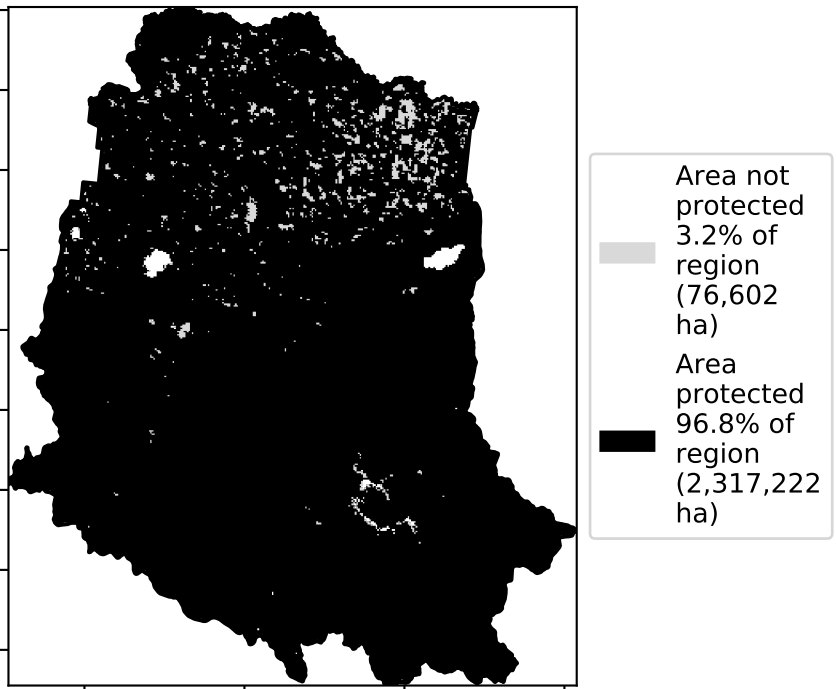 Area not
protected
3.2% of
region
(76,602
ha)
Area
protected
96.8% of
region
(2,317,222
ha)